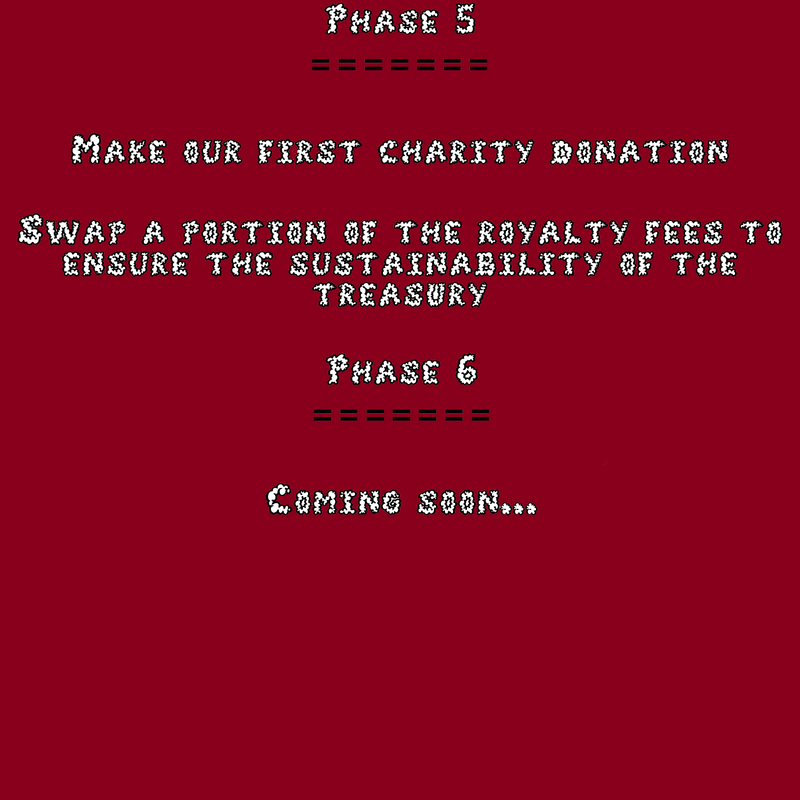 Phase 5
=======
Make our first charity donation
Swap a portion of the royalty fees to
ensure the sustainability of the
treasury
Phase 6
=======
Coming soon...